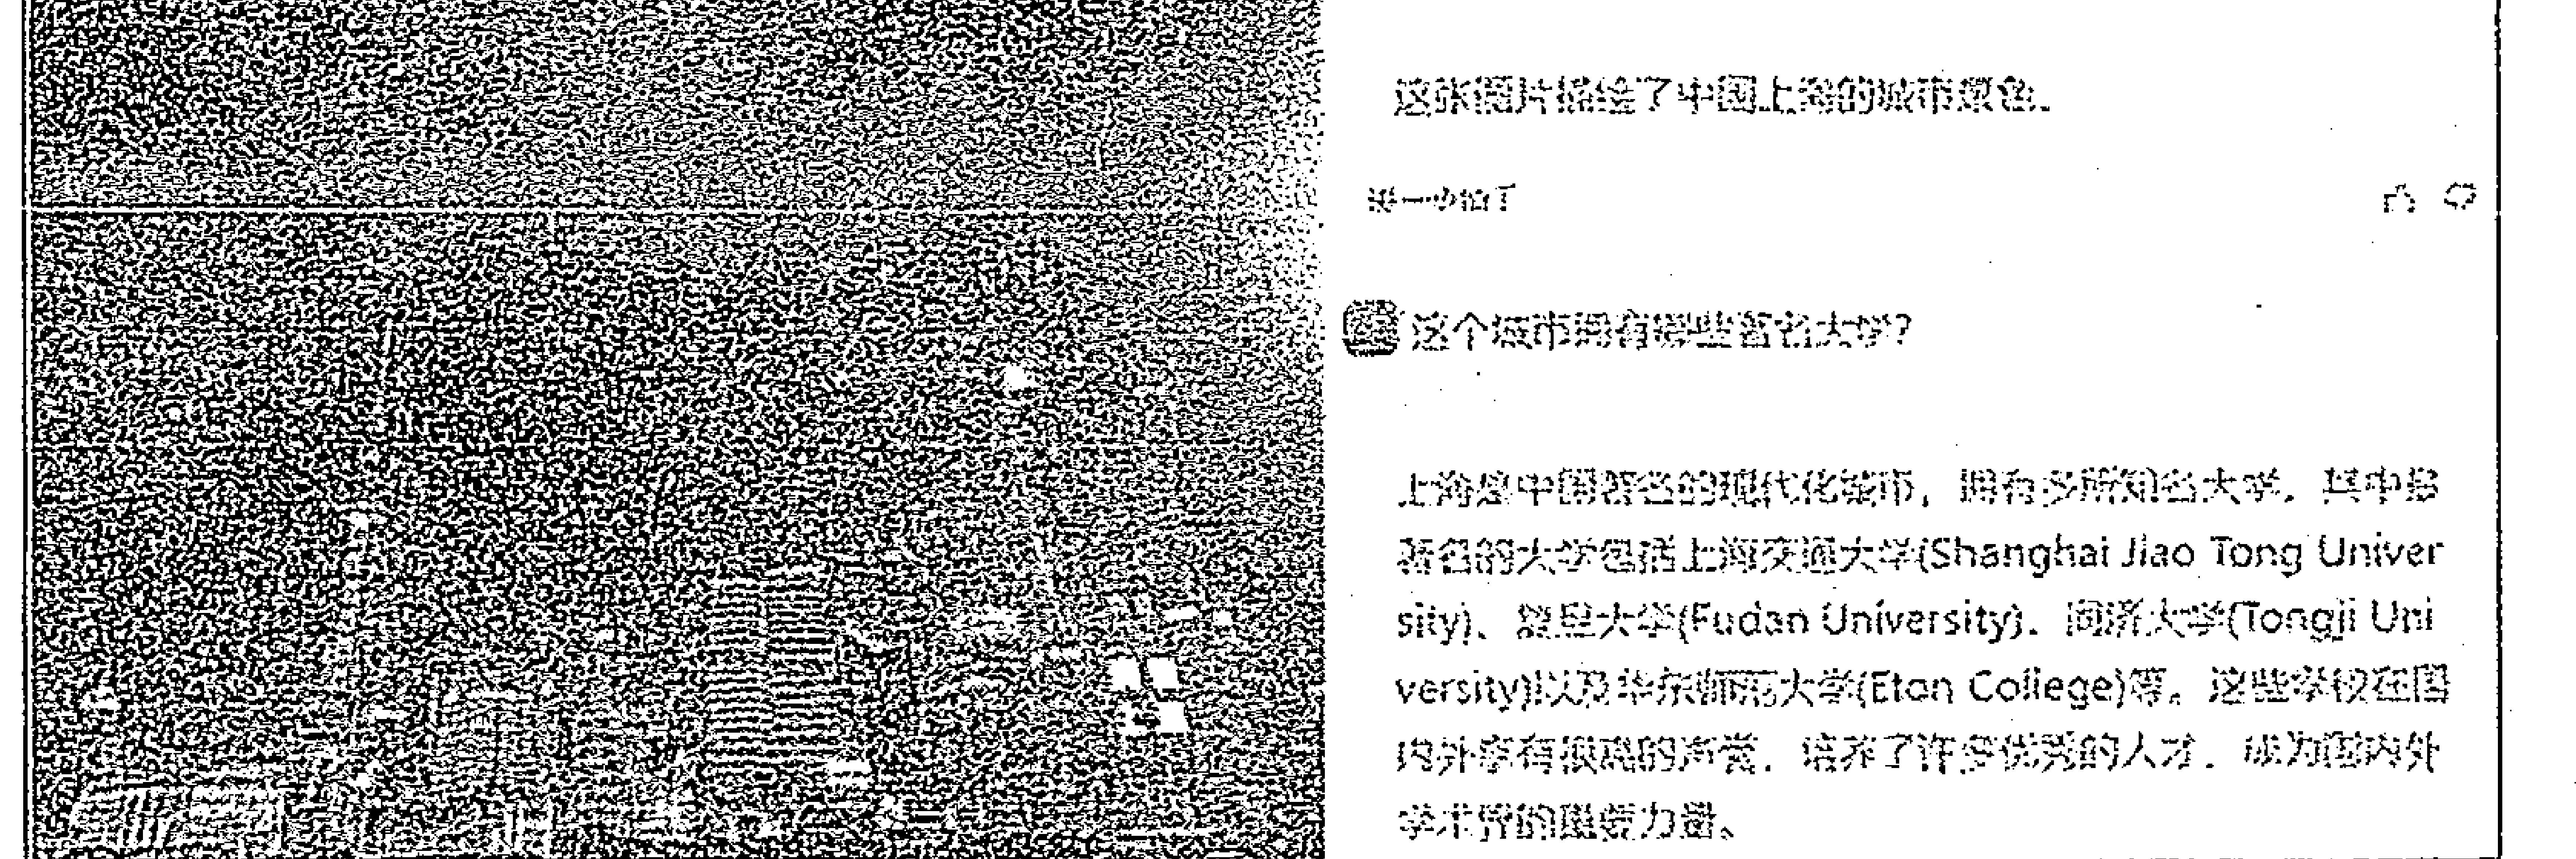 这张图片描绘了中国上海的城市景色。
这个城市拥有哪些著名大学?
上海是中国著名的现代化城市，拥有多所知名大学。其中最
著名的大学包括上海交通大学(Shanghai Jiao Tong Univer
sity)、复旦大学(Fudan University)、同济大学(Tongji Uni
versity)以及华东师范大学(Etan College)等。这些学校在国
内外享有很高的声誉，培养了许多优秀的人才，成为国内外
学术界的重要力量。